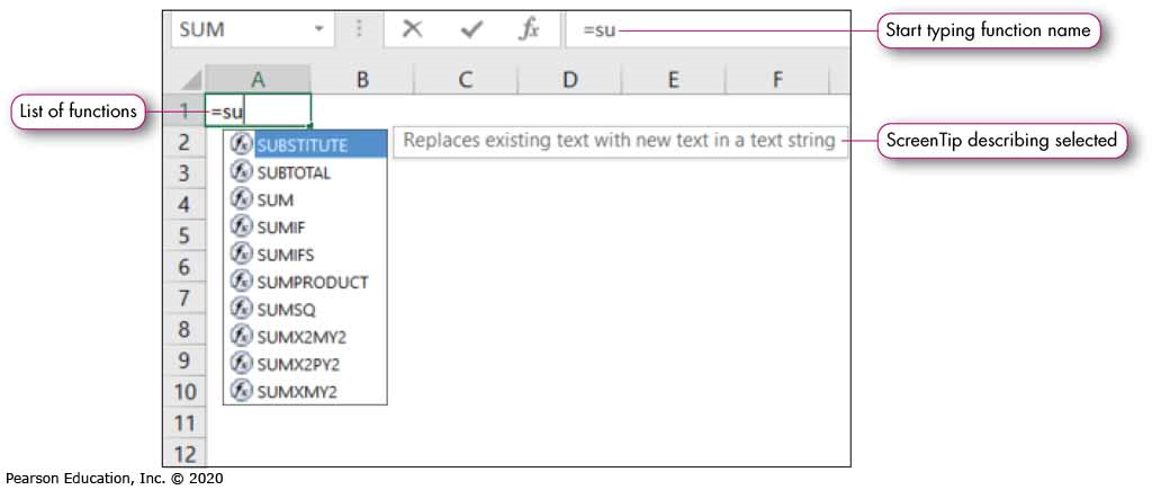 SUM fx =su
Start typing function name
A B C D E F
List of functions
1 =su
2 SUBSTITUTE Replaces existing text with new text in a text string
ScreenTip describing selected
3 SUBTOTAL
4 SUM
5 SUMIF
SUMIFS
6 SUMPRODUCT
7 SUMSQ
8 SUMX2MY2
9 SUMX2PY2
10 SUMXMY2
11
12
Pearson Education, Inc. © 2020